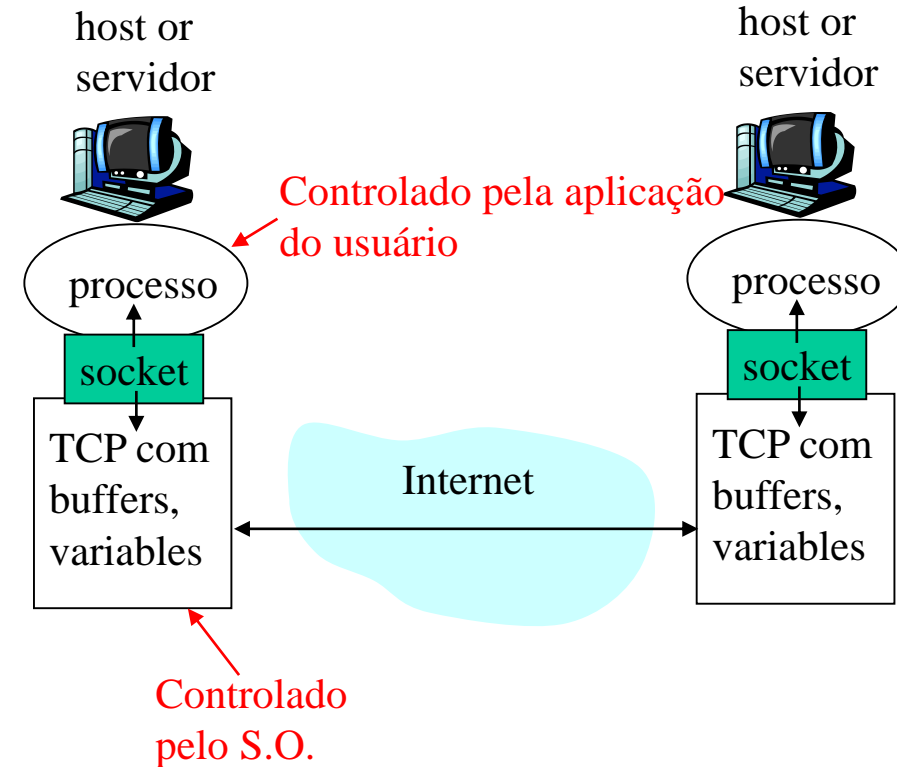 host or
servidor
host or
servidor
Controlado pela aplicação
do usuário
processo
processo
socket
socket
TCP com
buffers,
variables
Internet
TCP com
buffers,
variables
Controlado
pelo S.O.